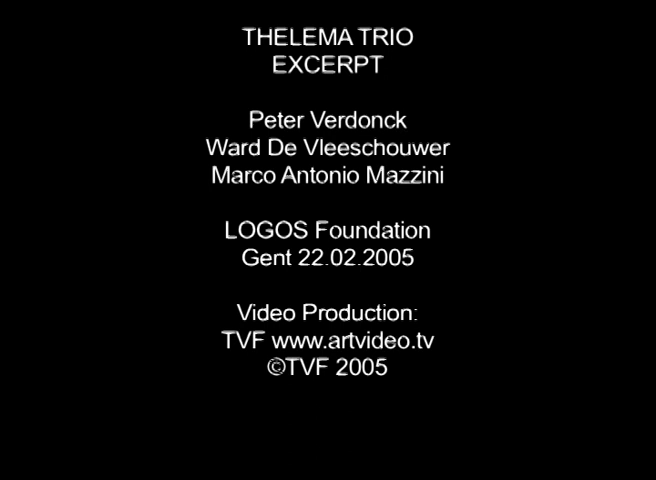 THELEMA TRIO
EXCERPT
Peter Verdonck
Ward De Vleeschouwer
Marco Antonio Mazzini
LOGOS Foundation
Gent 22.02.2005
Video Production:
TVF www.artvideo.tv
©TVF 2005